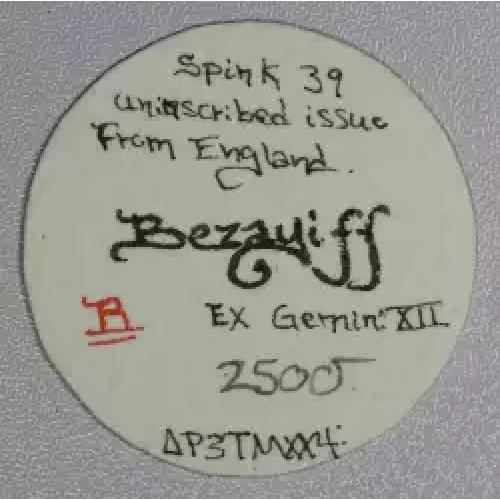 Spink 39
uninscribed issue
From England.
Bezayiff
B Ex Gemini XII
2500
ΔP3TMXX4: